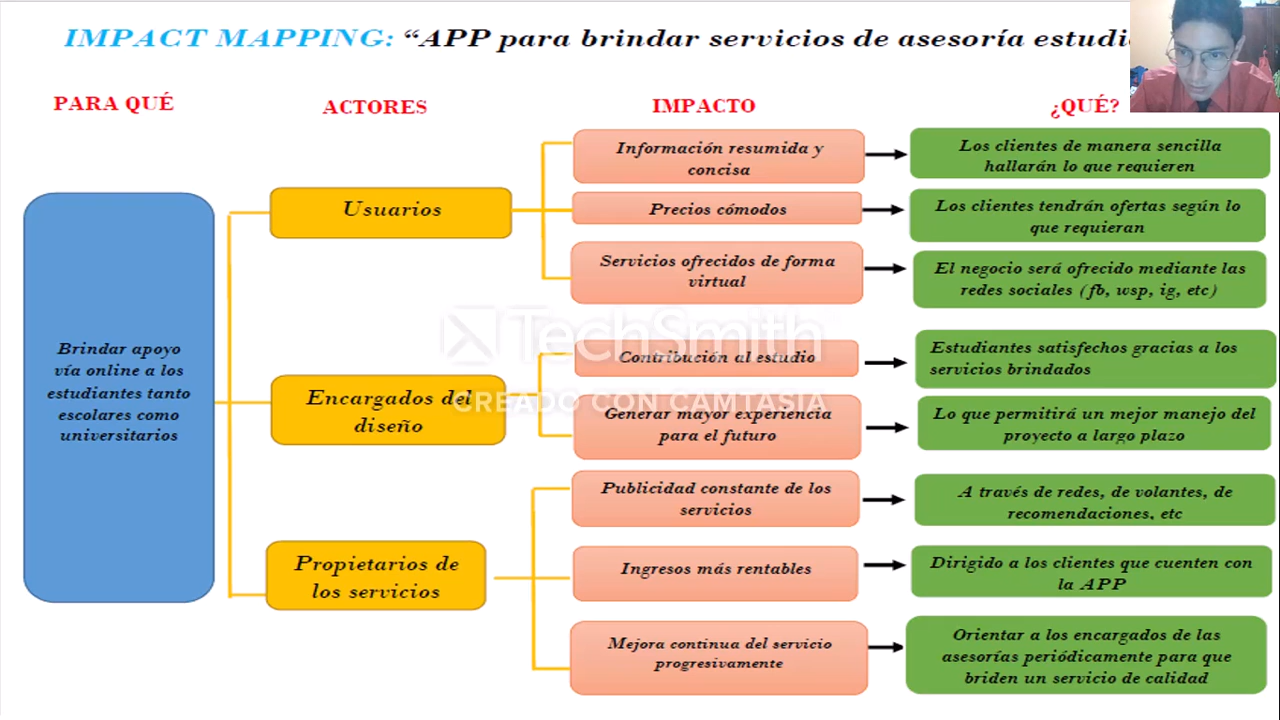 IMPACT MAPPING: “APP para brindar servicios de asesoría
PARA QUÉ
ACTORES
IMPACTO
¿QUÉ?
Brindar apoyo
vía online a los
estudiantes tanto
escolares como
universitarios
Usuarios
Información resumida y
concisa
Los clientes de manera sencilla
hallarán lo que requieren
Precios cómodos
Los clientes tendrán ofertas según lo
que requieran
Servicios ofrecidos de forma
virtual
El negocio será ofrecido mediante las
redes sociales (fb, wsp, ig, etc)
Encargados del
diseño
Contribución al estudio
Estudiantes satisfechos gracias a los
servicios brindados
Generar mayor experiencia
para el futuro
Lo que permitirá un mejor manejo del
proyecto a largo plazo
Propietarios de
los servicios
Publicidad constante de los
servicios
A través de redes, de volantes, de
recomendaciones, etc
Ingresos más rentables
Dirigido a los clientes que cuenten con
la APP
Mejora continua del servicio
progresivamente
Orientar a los encargados de las
asesorías periódicamente para que
briden un servicio de calidad
TechSmith
CREADO CON CAMTASIA